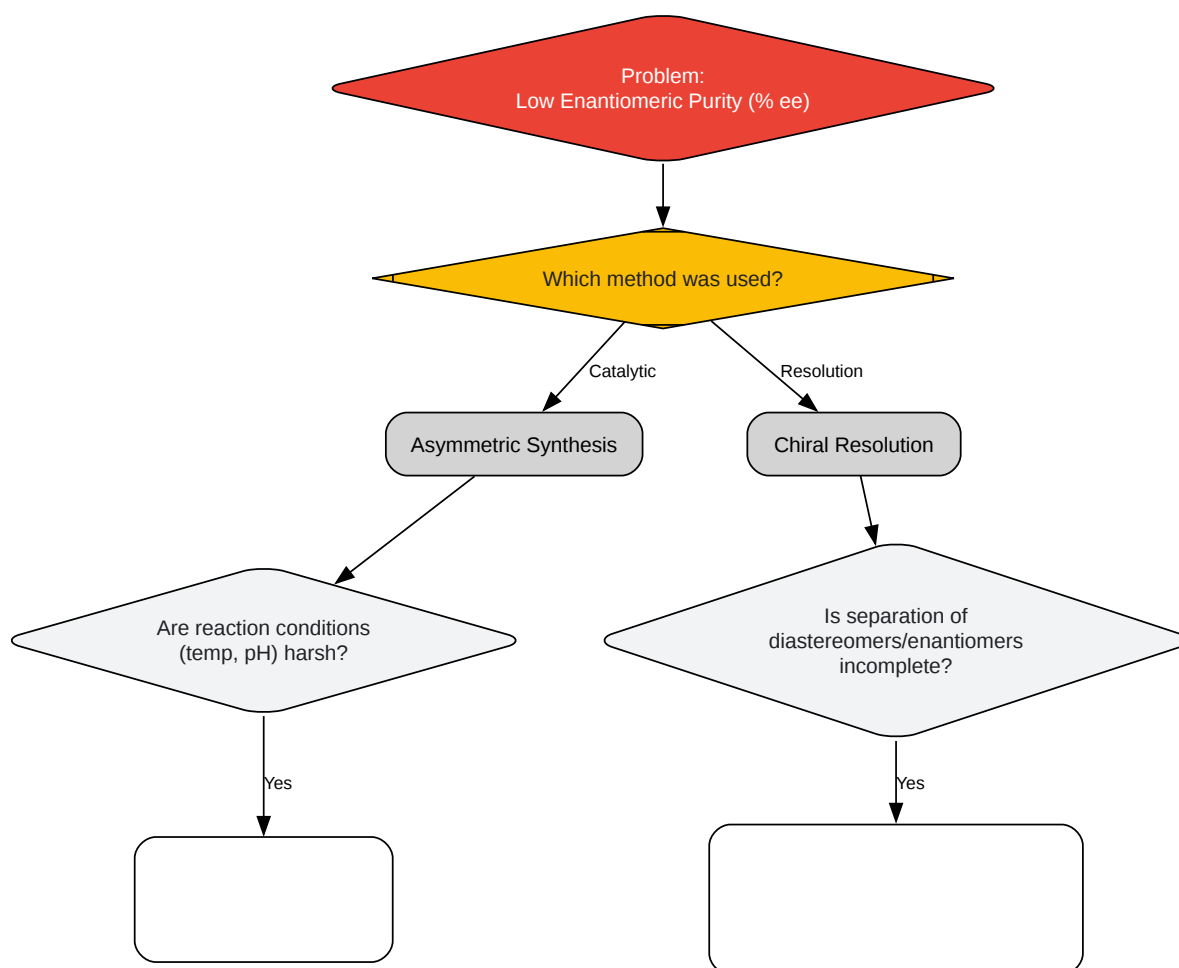 Problem:
Low Enantiomeric Purity (% ee)
Which method was used?
Catalytic
Resolution
Asymmetric Synthesis
Chiral Resolution
Are reaction conditions
(temp, pH) harsh?
Is separation of
diastereomers/enantiomers
incomplete?
Yes
Yes